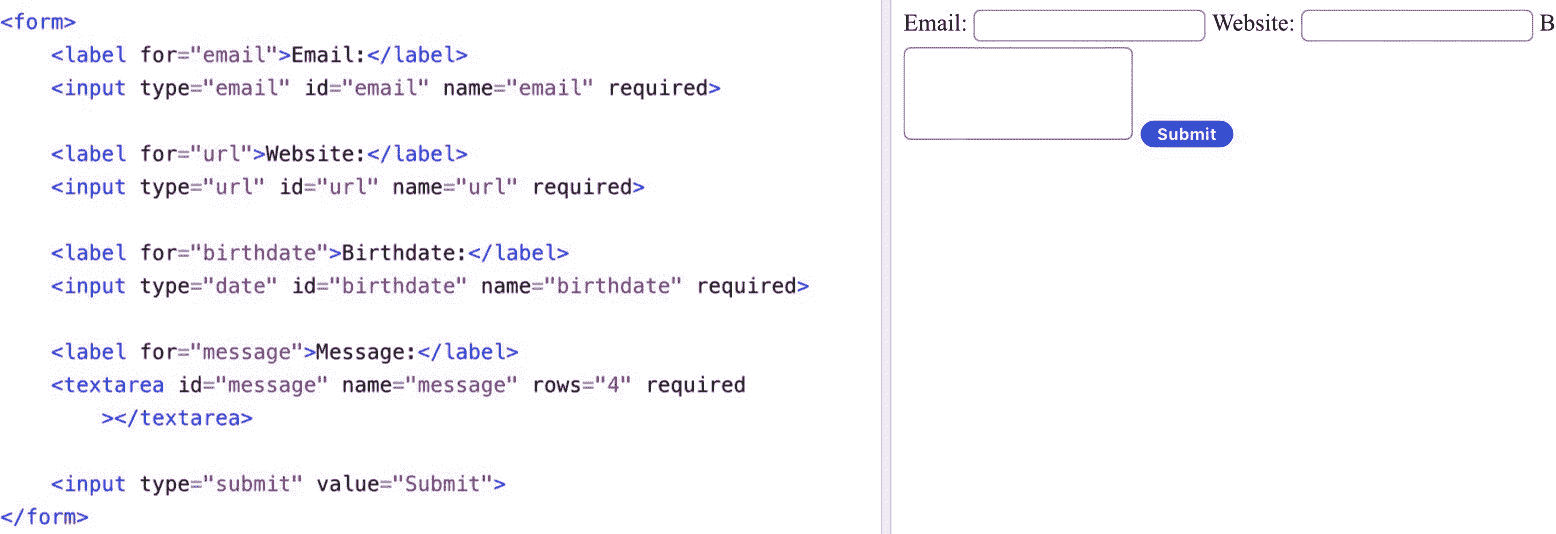 <form>
<label for="email">Email:</label>
<input type="email" id="email" name="email" required>
<label for="url">Website:</label>
<input type="url" id="url" name="url" required>
<label for="birthdate">Birthdate:</label>
<input type="date" id="birthdate" name="birthdate" required>
<label for="message">Message:</label>
<textarea id="message" name="message" rows="4" required
></textarea>
<input type="submit" value="Submit">
</form>
Email: Website: B
Submit